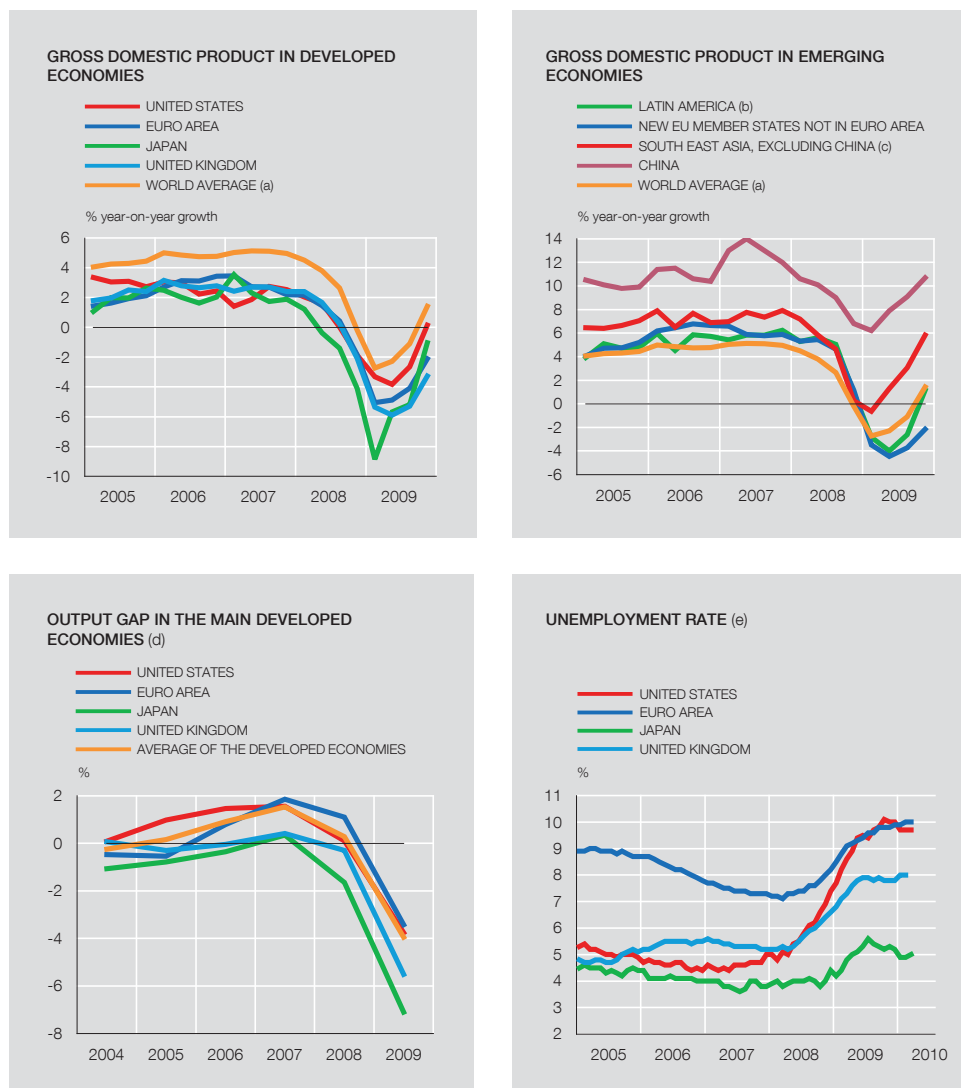 GROSS DOMESTIC PRODUCT IN DEVELOPED
ECONOMIES
UNITED STATES
EURO AREA
JAPAN
UNITED KINGDOM
WORLD AVERAGE (a)
% year-on-year growth
6
4
2
0
-2
-4
-6
-8
-10
2005 2006 2007 2008 2009
GROSS DOMESTIC PRODUCT IN EMERGING
ECONOMIES
LATIN AMERICA (b)
NEW EU MEMBER STATES NOT IN EURO AREA
SOUTH EAST ASIA, EXCLUDING CHINA (c)
CHINA
WORLD AVERAGE (a)
% year-on-year growth
14
12
10
8
6
4
2
0
-2
-4
-6
2005 2006 2007 2008 2009
OUTPUT GAP IN THE MAIN DEVELOPED
ECONOMIES (d)
UNITED STATES
EURO AREA
JAPAN
UNITED KINGDOM
AVERAGE OF THE DEVELOPED ECONOMIES
%
2
0
-2
-4
-6
-8
2004 2005 2006 2007 2008 2009
UNEMPLOYMENT RATE (e)
UNITED STATES
EURO AREA
JAPAN
UNITED KINGDOM
%
11
10
9
8
7
6
5
4
3
2
2005 2006 2007 2008 2009 2010